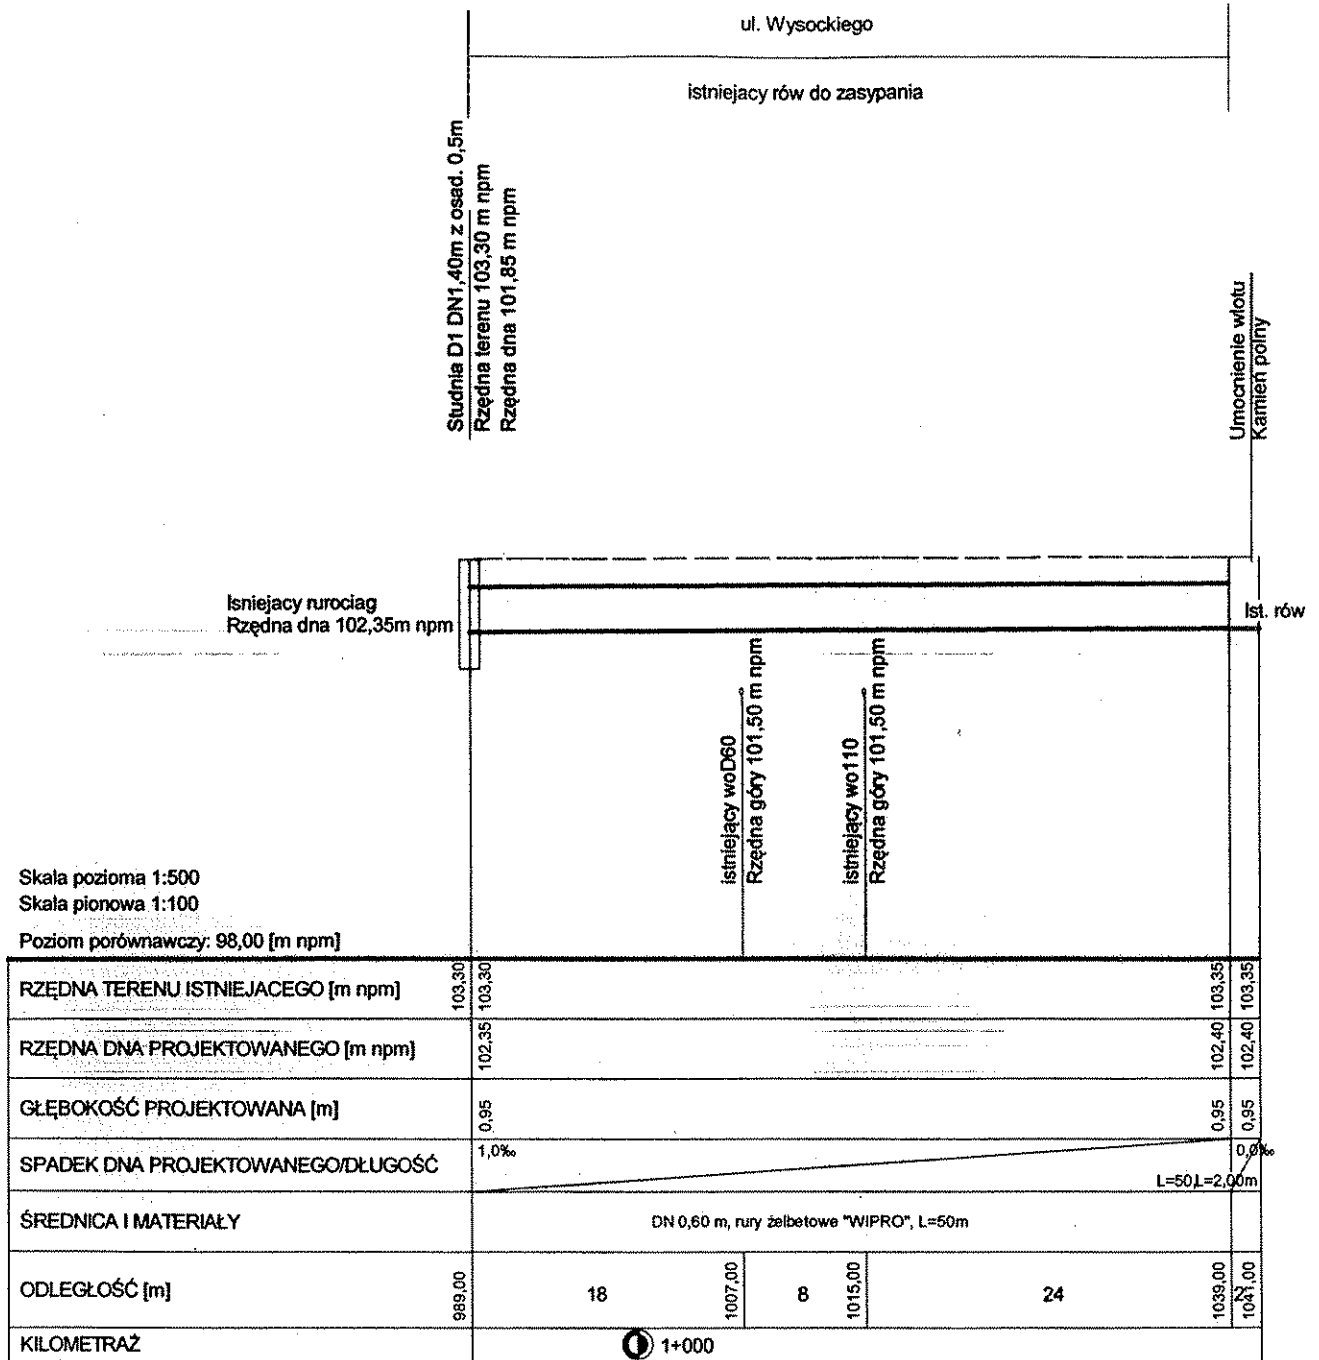 ul. Wysockiego
istniejacy rów do zasypania
Studnia D1 DN1,40m z osad. 0,5m
Rzędna terenu 103,30 m npm
Rzędna dna 101,85 m npm
Umocnienie wlotu
Kamień polny
Isniejacy rurociag
Rzędna dna 102,35m npm
Ist. rów
istniejący woD60
Rzędna góry 101,50 m npm
istniejący wo110
Rzędna góry 101,50 m npm
Skala pozioma 1:500
Skala pionowa 1:100
Poziom porównawczy: 98,00 [m npm]
RZĘDNA TERENU ISTNIEJACEGO [m npm] 103,30 103,30 103,35 103,35
RZĘDNA DNA PROJEKTOWANEGO [m npm] 102,35 102,40 102,40
GŁĘBOKOŚĆ PROJEKTOWANA [m] 0,95 0,95 0,95
SPADEK DNA PROJEKTOWANEGO/DŁUGOŚĆ 1,0‰ 0,0‰
L=50,L=2,00m
ŚREDNICA I MATERIAŁY DN 0,60 m, rury żelbetowe "WIPRO", L=50m
ODLEGŁOŚĆ [m] 989,00 18 1007,00 8 1015,00 24 1039,00 2 1041,00
KILOMETRAŻ 1+000